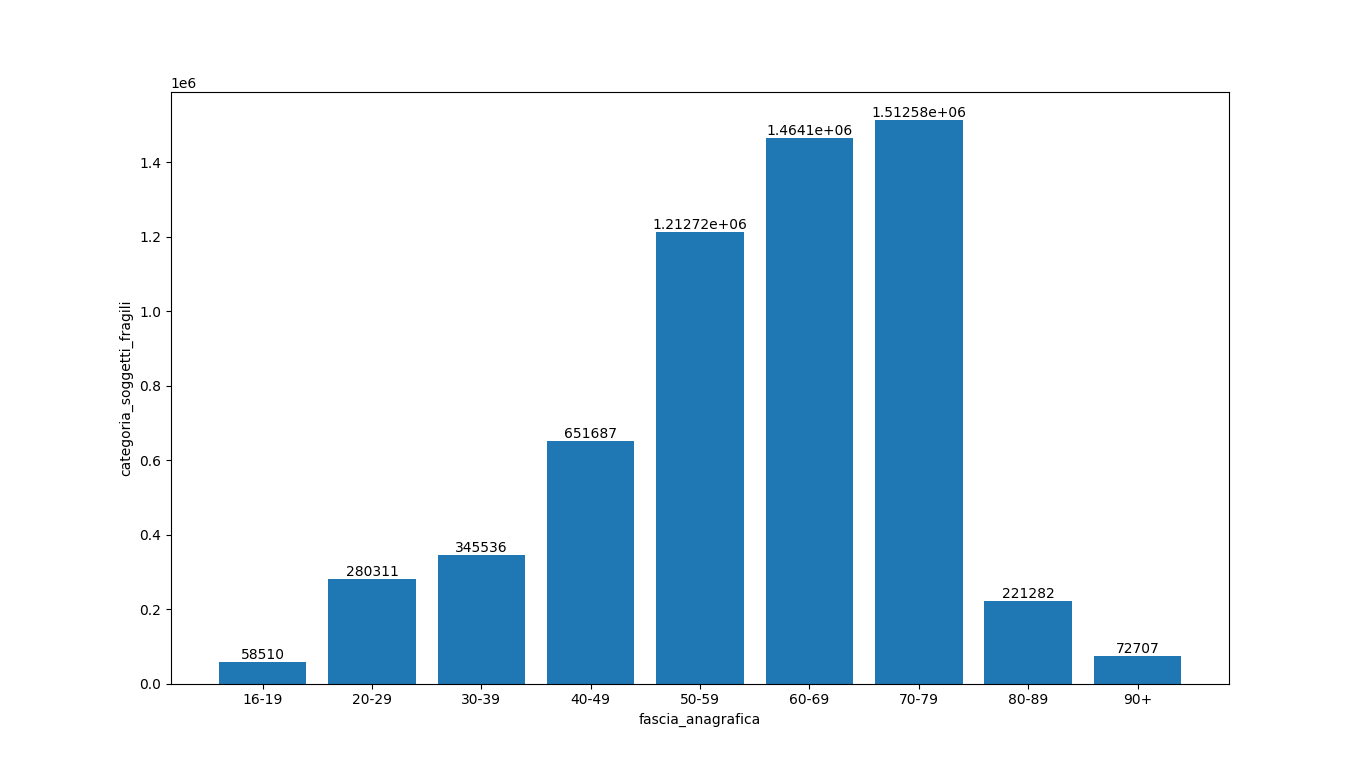 1e6
1.51258e+06
1.4641e+06
1.4
1.21272e+06
1.2
1.0
categoria_soggetti_fragili
0.8
651687
0.6
345536
0.4
280311
221282
0.2
72707
58510
0.0
16-19 20-29 30-39 40-49 50-59 60-69 70-79 80-89 90+
fascia_anagrafica